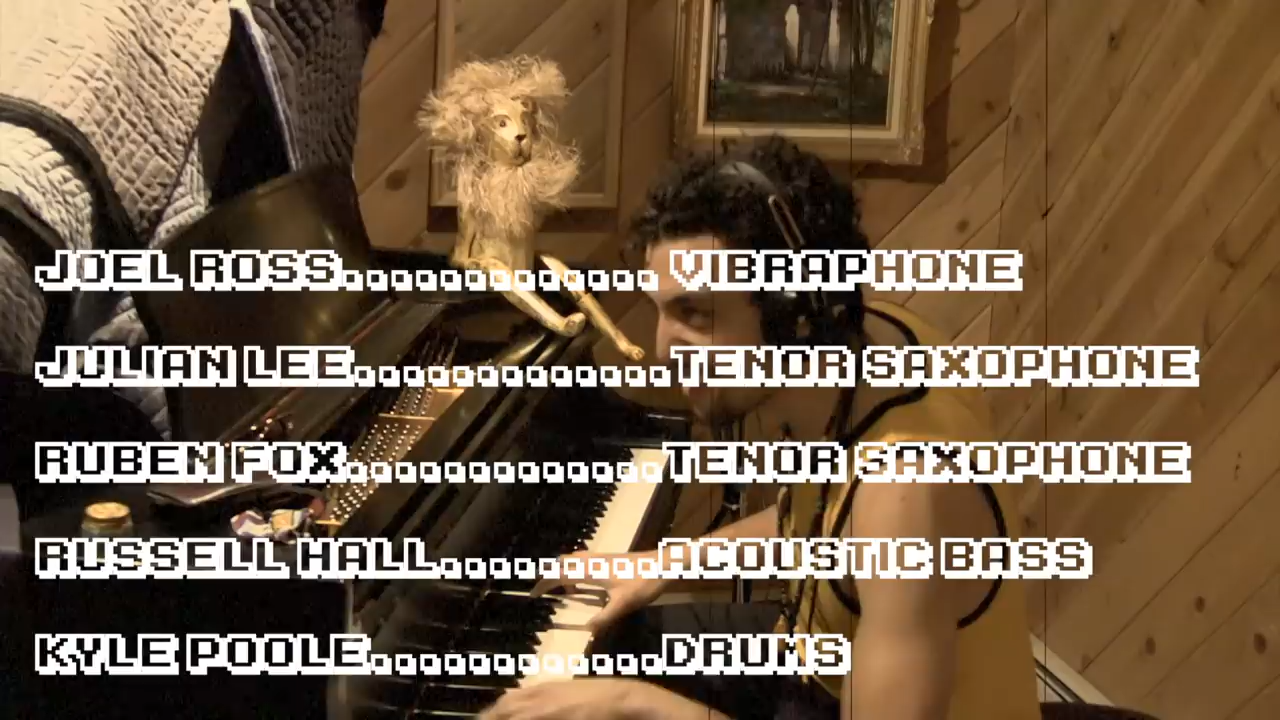 JOEL ROSS............. VIBRAPHONE
JULIAN LEE.............TENOR SAXOPHONE
RUBEN FOX.............TENOR SAXOPHONE
RUSSELL HALL.........ACOUSTIC BASS
KYLE POOLE............DRUMS